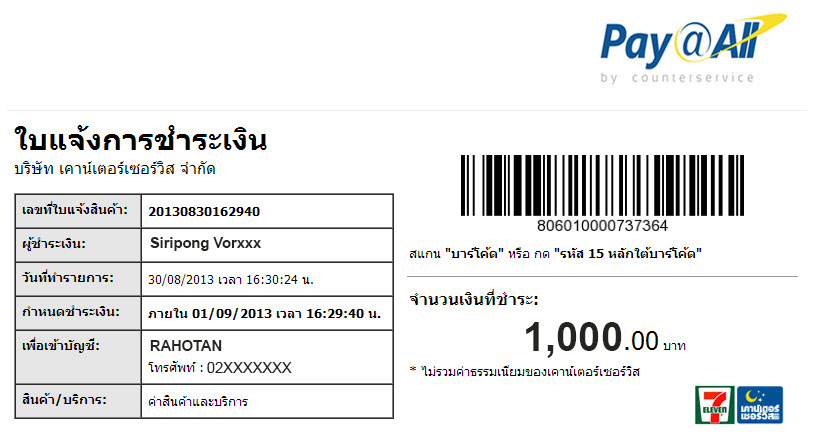 Pay@All
by counterservice
ใบแจ้งการชำระเงิน
บริษัท เคาน์เตอร์เซอร์วิส จำกัด
เลขที่ใบแจ้งสินค้า: 20130830162940
ผู้ชำระเงิน: Siripong Vorxxx
วันที่ทำรายการ: 30/08/2013 เวลา 16:30:24 น.
กำหนดชำระเงิน: ภายใน 01/09/2013 เวลา 16:29:40 น.
เพื่อเข้าบัญชี: RAHOTAN
โทรศัพท์ : 02XXXXXXX
สินค้า/บริการ: ค่าสินค้าและบริการ
806010000737364
สแกน "บาร์โค้ด" หรือ กด "รหัส 15 หลักใต้บาร์โค้ด"
จำนวนเงินที่ชำระ:
1,000.00 บาท
* ไม่รวมค่าธรรมเนียมของเคาน์เตอร์เซอร์วิส
7 ELEVEN
เคาน์เตอร์
เซอร์วิส